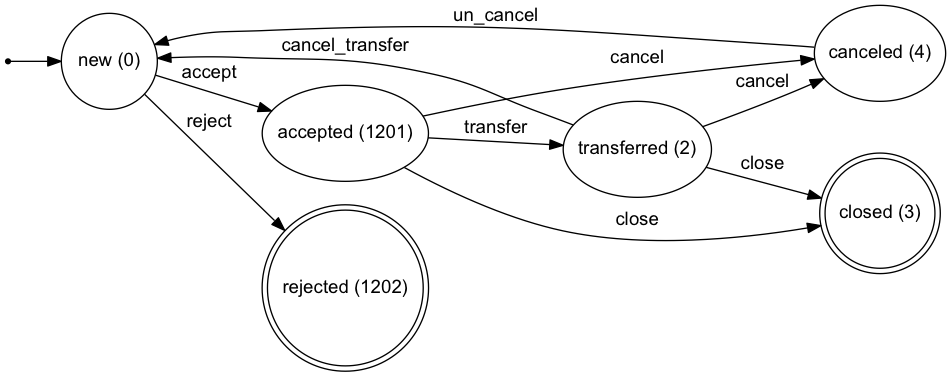 un_cancel
cancel_transfer
cancel
canceled (4)
new (0)
accept
cancel
reject
accepted (1201)
transfer
transferred (2)
close
closed (3)
close
rejected (1202)